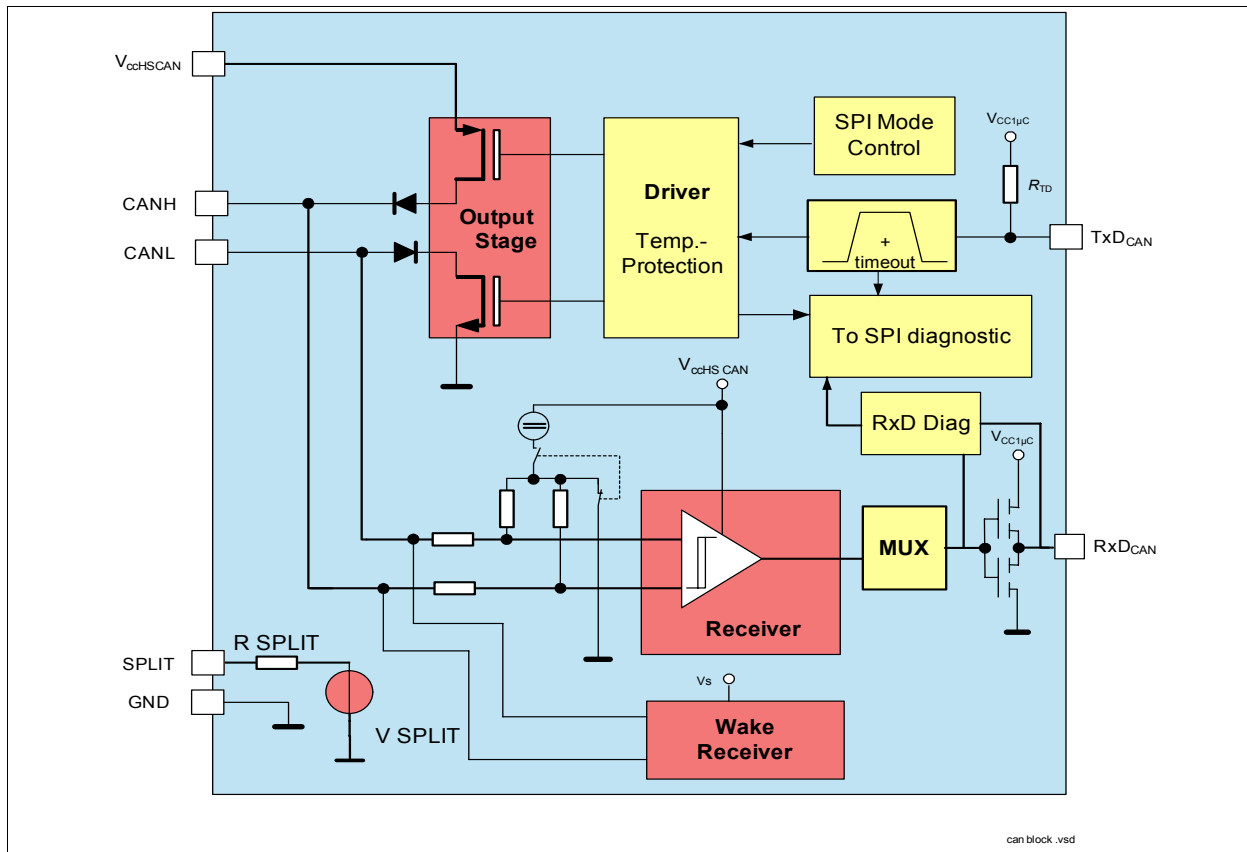 VccHSCAN
CANH
CANL
SPLIT
GND
R SPLIT
V SPLIT
Output
Stage
Driver
Temp.-
Protection
SPI Mode
Control
VCC1µC
RTD
+
timeout
TxDCAN
To SPI diagnostic
VccHS CAN
RxD Diag
VCC1µC
MUX
RxDCAN
Receiver
Vs
Wake
Receiver
can block .vsd